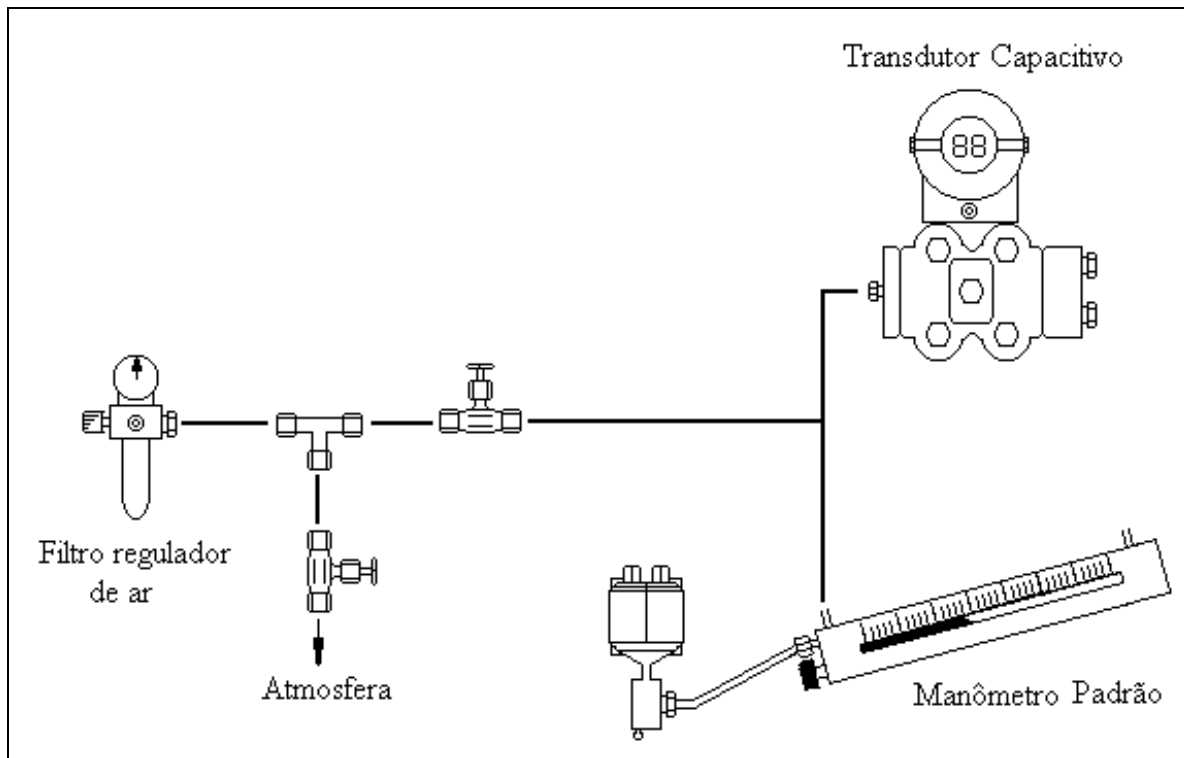 Transdutor Capacitivo
88
Filtro regulador
de ar
Atmosfera
Manômetro Padrão